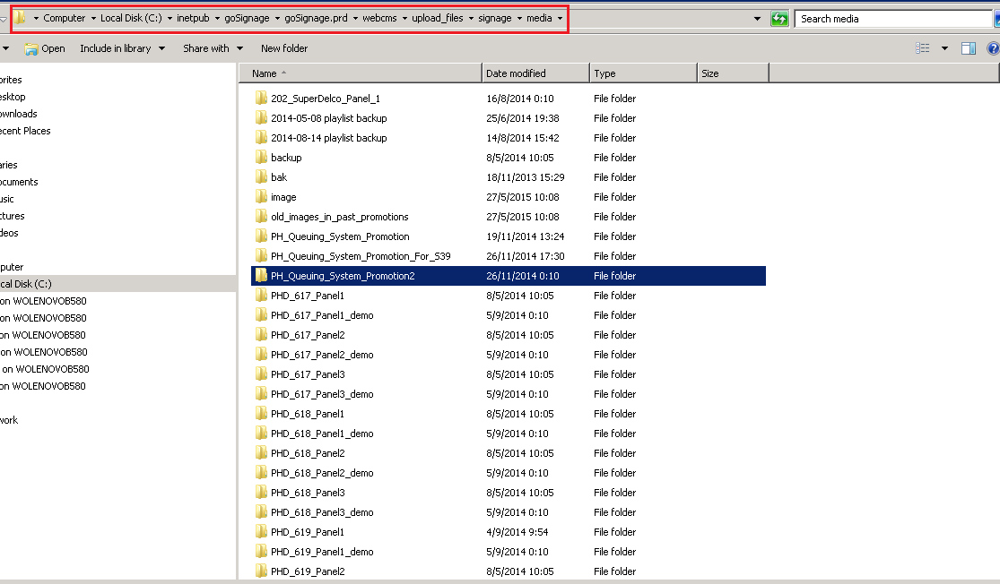 Computer Local Disk (C:) inetpub goSignage goSignage.prd webcms upload_files signage media Search media
Open Include in library Share with New folder
orites
esktop
ownloads
ecent Places
aries
ocuments
usic
ctures
deos
puter
cal Disk (C:)
on WOLENOVOB580
on WOLENOVOB580
on WOLENOVOB580
on WOLENOVOB580
on WOLENOVOB580
on WOLENOVOB580
work
Name Date modified Type Size
202_SuperDelco_Panel_1 16/8/2014 0:10 File folder
2014-05-08 playlist backup 25/6/2014 19:38 File folder
2014-08-14 playlist backup 14/8/2014 15:42 File folder
backup 8/5/2014 10:05 File folder
bak 18/11/2013 15:29 File folder
image 27/5/2015 10:08 File folder
old_images_in_past_promotions 27/5/2015 10:08 File folder
PH_Queuing_System_Promotion 19/11/2014 13:24 File folder
PH_Queuing_System_Promotion_For_S39 26/11/2014 17:30 File folder
PH_Queuing_System_Promotion2 26/11/2014 0:10 File folder
PHD_617_Panel1 8/5/2014 10:05 File folder
PHD_617_Panel1_demo 5/9/2014 0:10 File folder
PHD_617_Panel2 8/5/2014 10:05 File folder
PHD_617_Panel2_demo 5/9/2014 0:10 File folder
PHD_617_Panel3 8/5/2014 10:05 File folder
PHD_617_Panel3_demo 5/9/2014 0:10 File folder
PHD_618_Panel1 8/5/2014 10:05 File folder
PHD_618_Panel1_demo 5/9/2014 0:10 File folder
PHD_618_Panel2 8/5/2014 10:05 File folder
PHD_618_Panel2_demo 5/9/2014 0:10 File folder
PHD_618_Panel3 8/5/2014 10:05 File folder
PHD_618_Panel3_demo 5/9/2014 0:10 File folder
PHD_619_Panel1 4/9/2014 9:54 File folder
PHD_619_Panel1_demo 5/9/2014 0:10 File folder
PHD_619_Panel2 8/5/2014 10:05 File folder